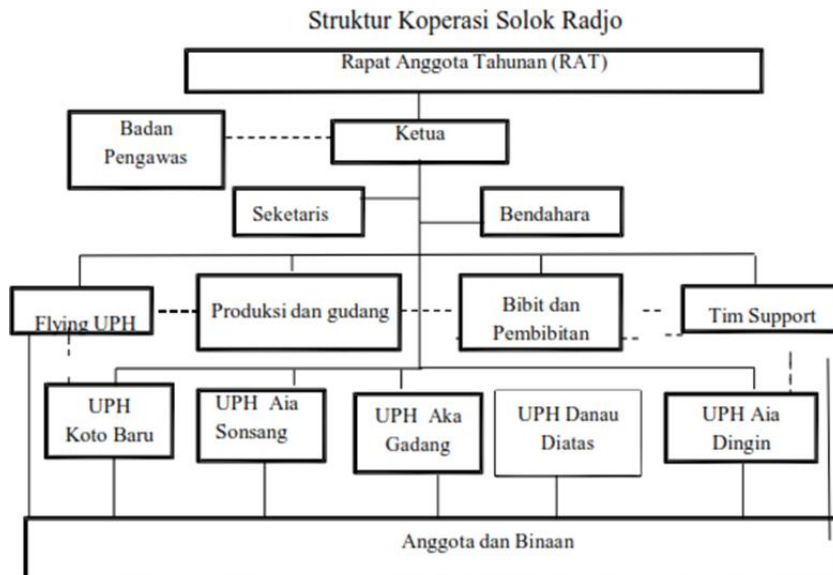 Struktur Koperasi Solok Radjo
Rapat Anggota Tahunan (RAT)
Badan
Pengawas
Ketua
Seketaris
Bendahara
Flying UPH
Produksi dan gudang
Bibit dan
Pembibitan
Tim Support
UPH
Koto Baru
UPH Aia
Sonsang
UPH Aka
Gadang
UPH Danau
Diatas
UPH Aia
Dingin
Anggota dan Binaan